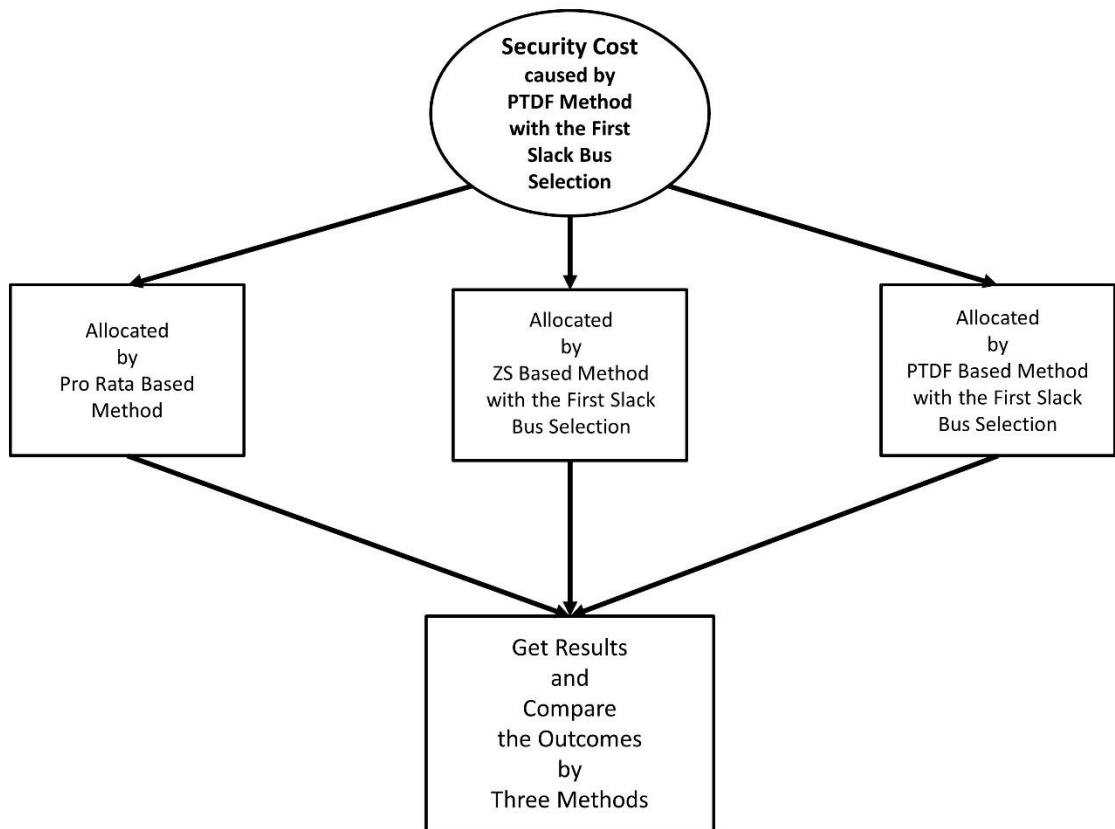 Security Cost
caused by
PTDF Method
with the First
Slack Bus
Selection
Allocated
by
Pro Rata Based
Method
Allocated
by
ZS Based Method
with the First Slack
Bus Selection
Allocated
by
PTDF Based Method
with the First Slack
Bus Selection
Get Results
and
Compare
the Outcomes
by
Three Methods